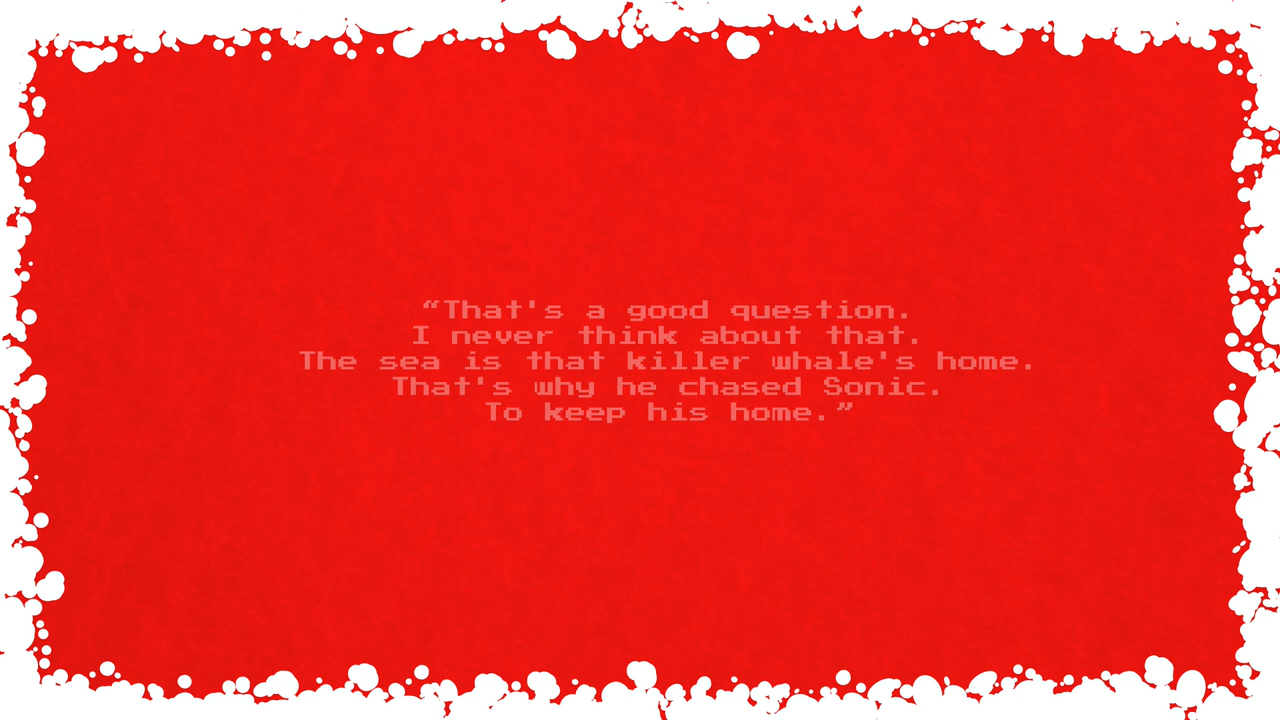 “That's a good question.
I never think about that.
The sea is that killer whale's home.
That's why he chased Sonic.
To keep his home.”